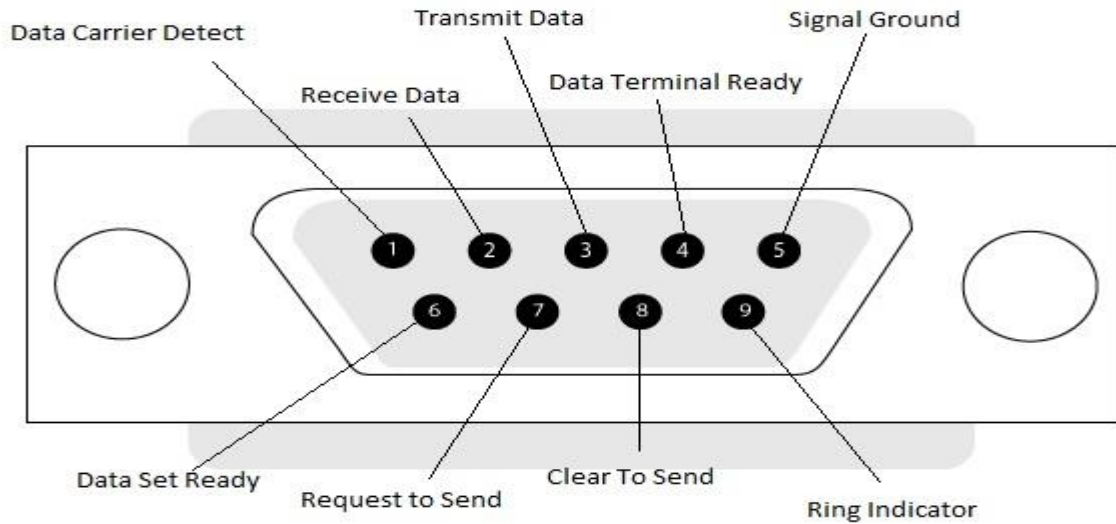 Transmit Data
Signal Ground
Data Carrier Detect
Data Terminal Ready
Receive Data
1 2 3 4 5
6 7 8 9
Data Set Ready
Clear To Send
Request to Send
Ring Indicator